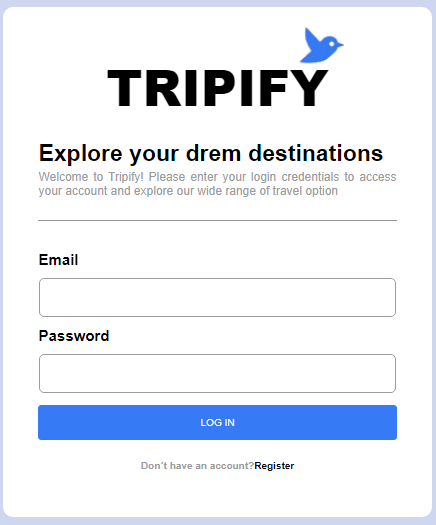 TRIPIFY
Explore your drem destinations
Welcome to Tripify! Please enter your login credentials to access
your account and explore our wide range of travel option
Email
Password
LOG IN
Don't have an account?Register